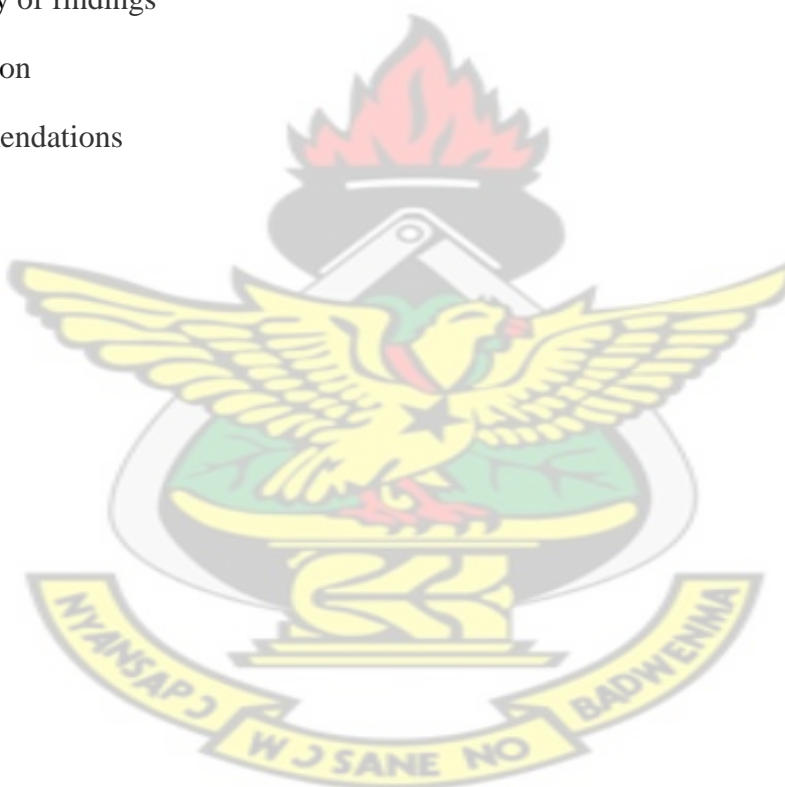 y of findings
on
endations
NYANSAPƆ
WƆSANE NO
BADWENMA